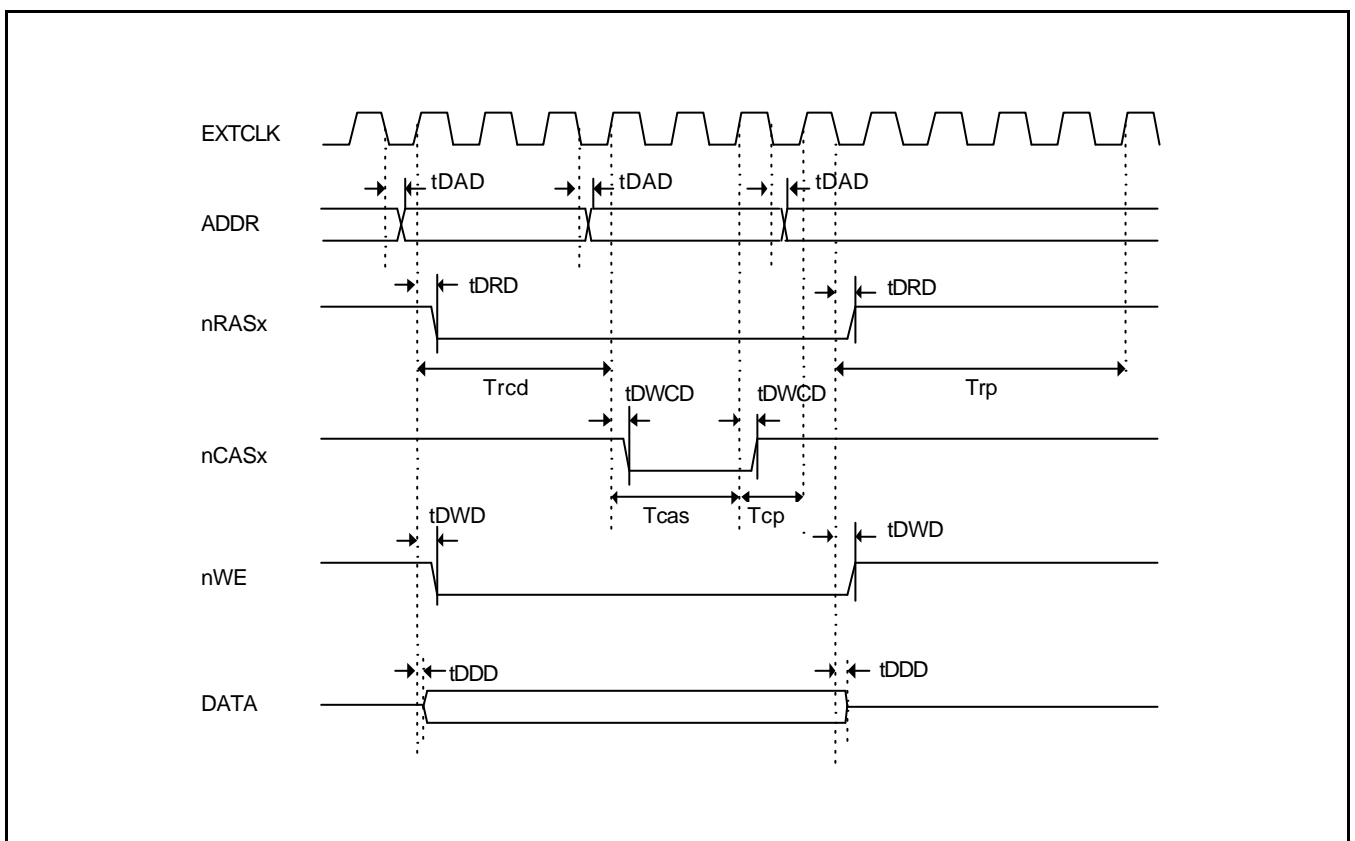 EXTCLK
tDAD tDAD tDAD
ADDR
tDRD tDRD
nRASx
Trcd Trp
tDWCD tDWCD
nCASx
Tcas Tcp
tDWD tDWD
nWE
tDDD tDDD
DATA